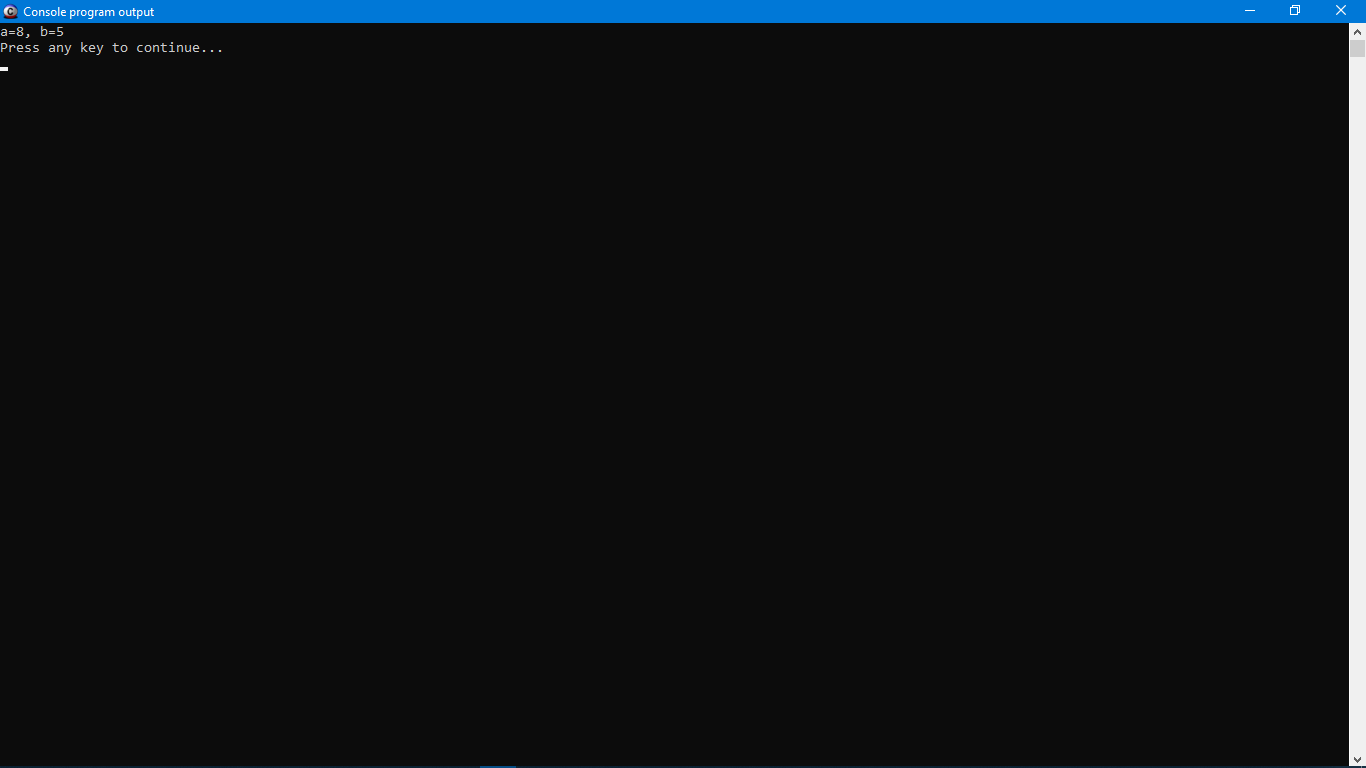 Console program output
a=8, b=5
Press any key to continue...